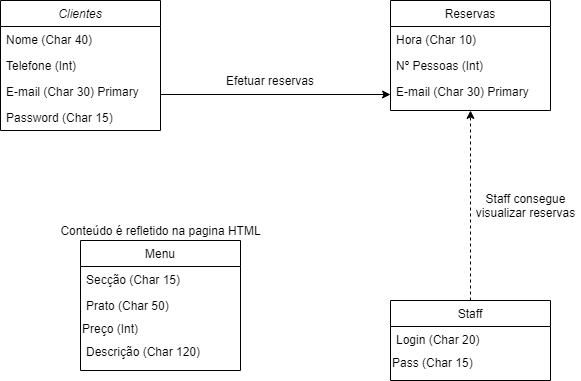 Clientes
Nome (Char 40)
Telefone (Int)
E-mail (Char 30) Primary
Password (Char 15)
Efetuar reservas
Reservas
Hora (Char 10)
Nº Pessoas (Int)
E-mail (Char 30) Primary
Staff consegue
visualizar reservas
Conteúdo é refletido na pagina HTML
Menu
Secção (Char 15)
Prato (Char 50)
Preço (Int)
Descrição (Char 120)
Staff
Login (Char 20)
Pass (Char 15)